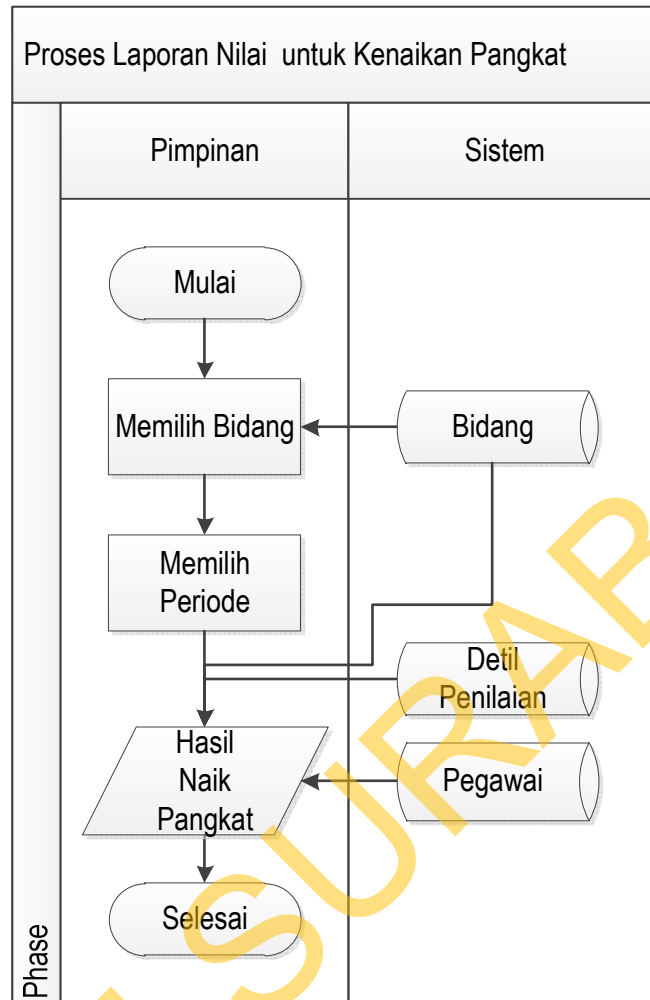 Proses Laporan Nilai untuk Kenaikan Pangkat
Pimpinan
Sistem
Mulai
Memilih Bidang
Bidang
Memilih
Periode
Detil
Penilaian
Hasil
Naik
Pangkat
Pegawai
Selesai
Phase
SURAB